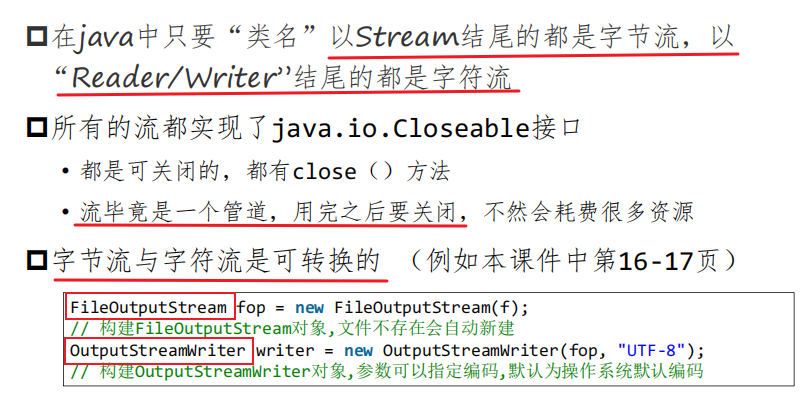 在java中只要“类名”以Stream结尾的都是字节流，以
“Reader/Writer”结尾的都是字符流
所有的流都实现了java.io.Closeable接口
• 都是可关闭的，都有close（）方法
• 流毕竟是一个管道，用完之后要关闭，不然会耗费很多资源
字节流与字符流是可转换的 （例如本课件中第16-17页）
FileOutputStream fop = new FileOutputStream(f);
// 构建FileOutputStream对象,文件不存在会自动新建
OutputStreamWriter writer = new OutputStreamWriter(fop, "UTF-8");
// 构建OutputStreamWriter对象,参数可以指定编码,默认为操作系统默认编码